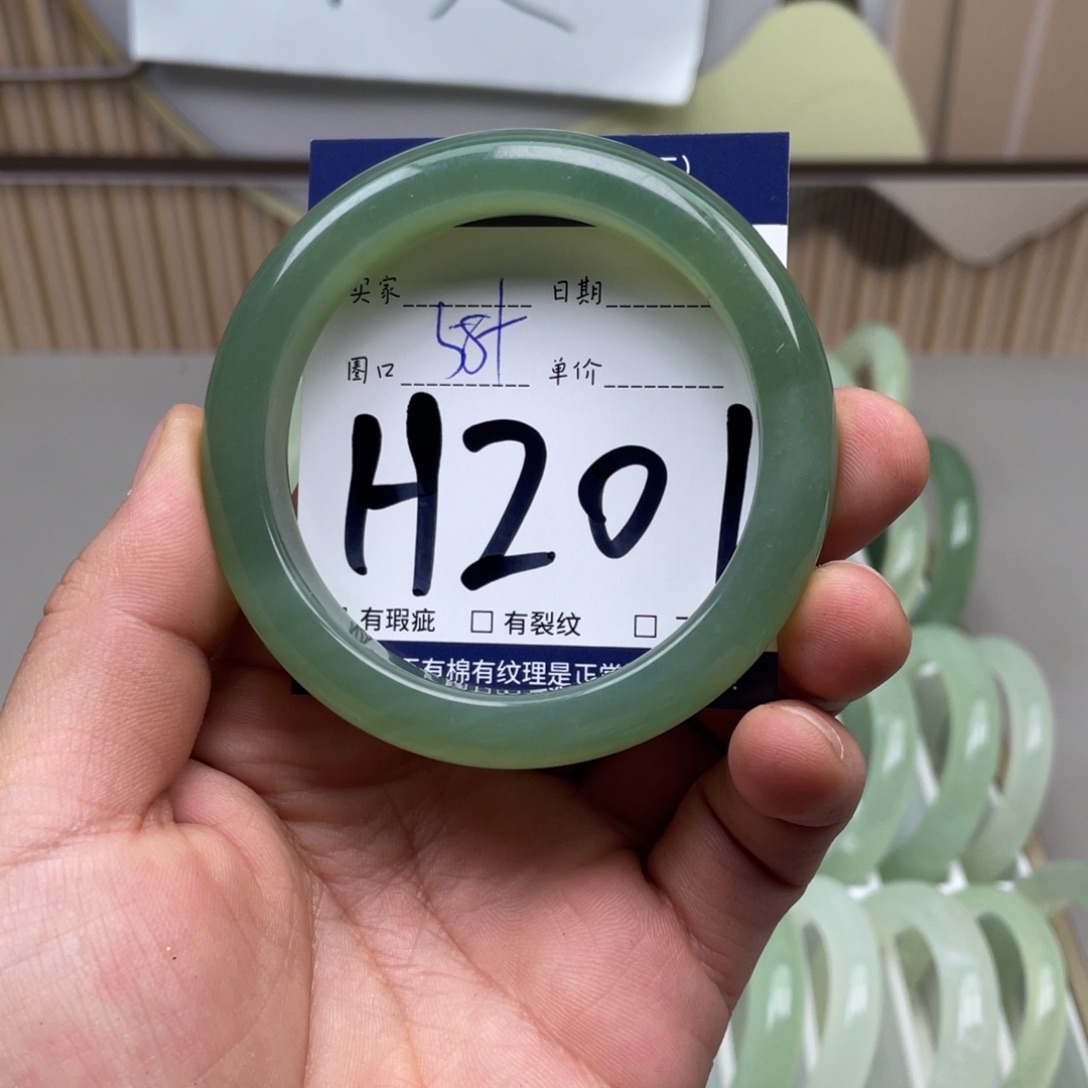 买家 日期
58+
圈口 单价
H201
有瑕疵 □ 有裂纹 □
有棉有纹理是正常